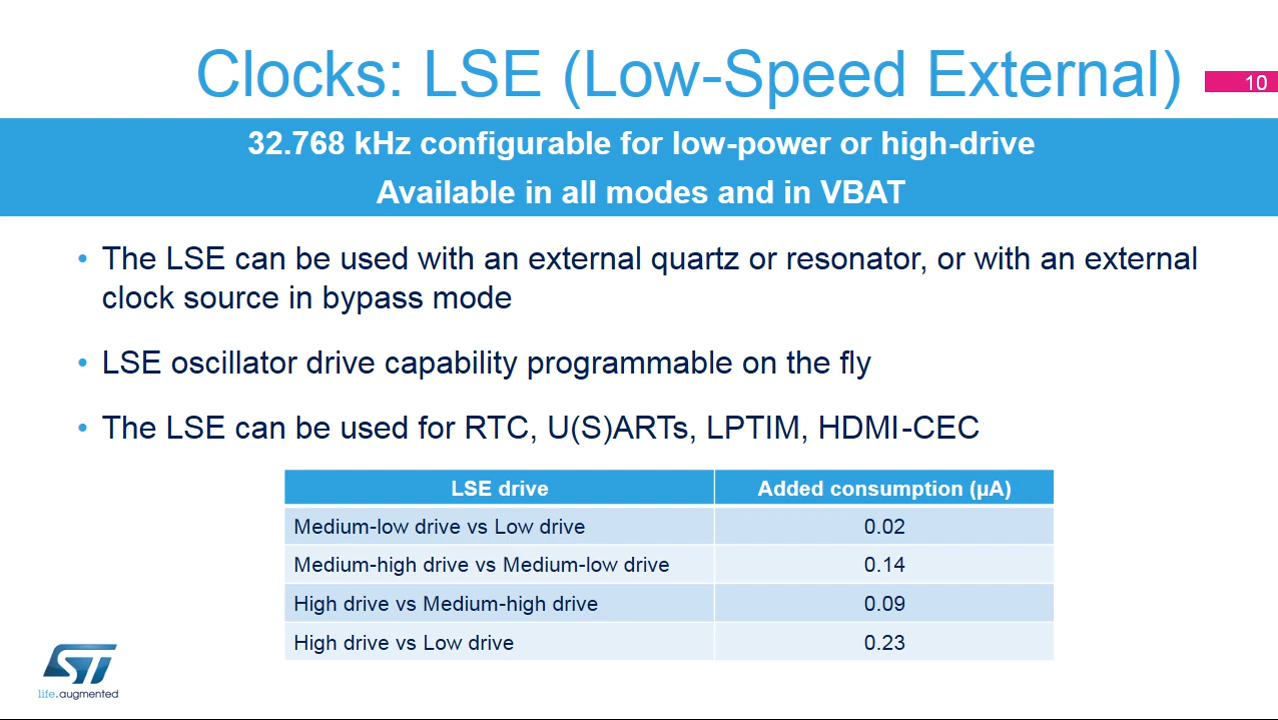 Clocks: LSE (Low-Speed External)
10
32.768 kHz configurable for low-power or high-drive
Available in all modes and in VBAT
• The LSE can be used with an external quartz or resonator, or with an external
clock source in bypass mode
• LSE oscillator drive capability programmable on the fly
• The LSE can be used for RTC, U(S)ARTs, LPTIM, HDMI-CEC
LSE drive Added consumption (µA)
Medium-low drive vs Low drive 0.02
Medium-high drive vs Medium-low drive 0.14
High drive vs Medium-high drive 0.09
High drive vs Low drive 0.23
ST
life.augmented